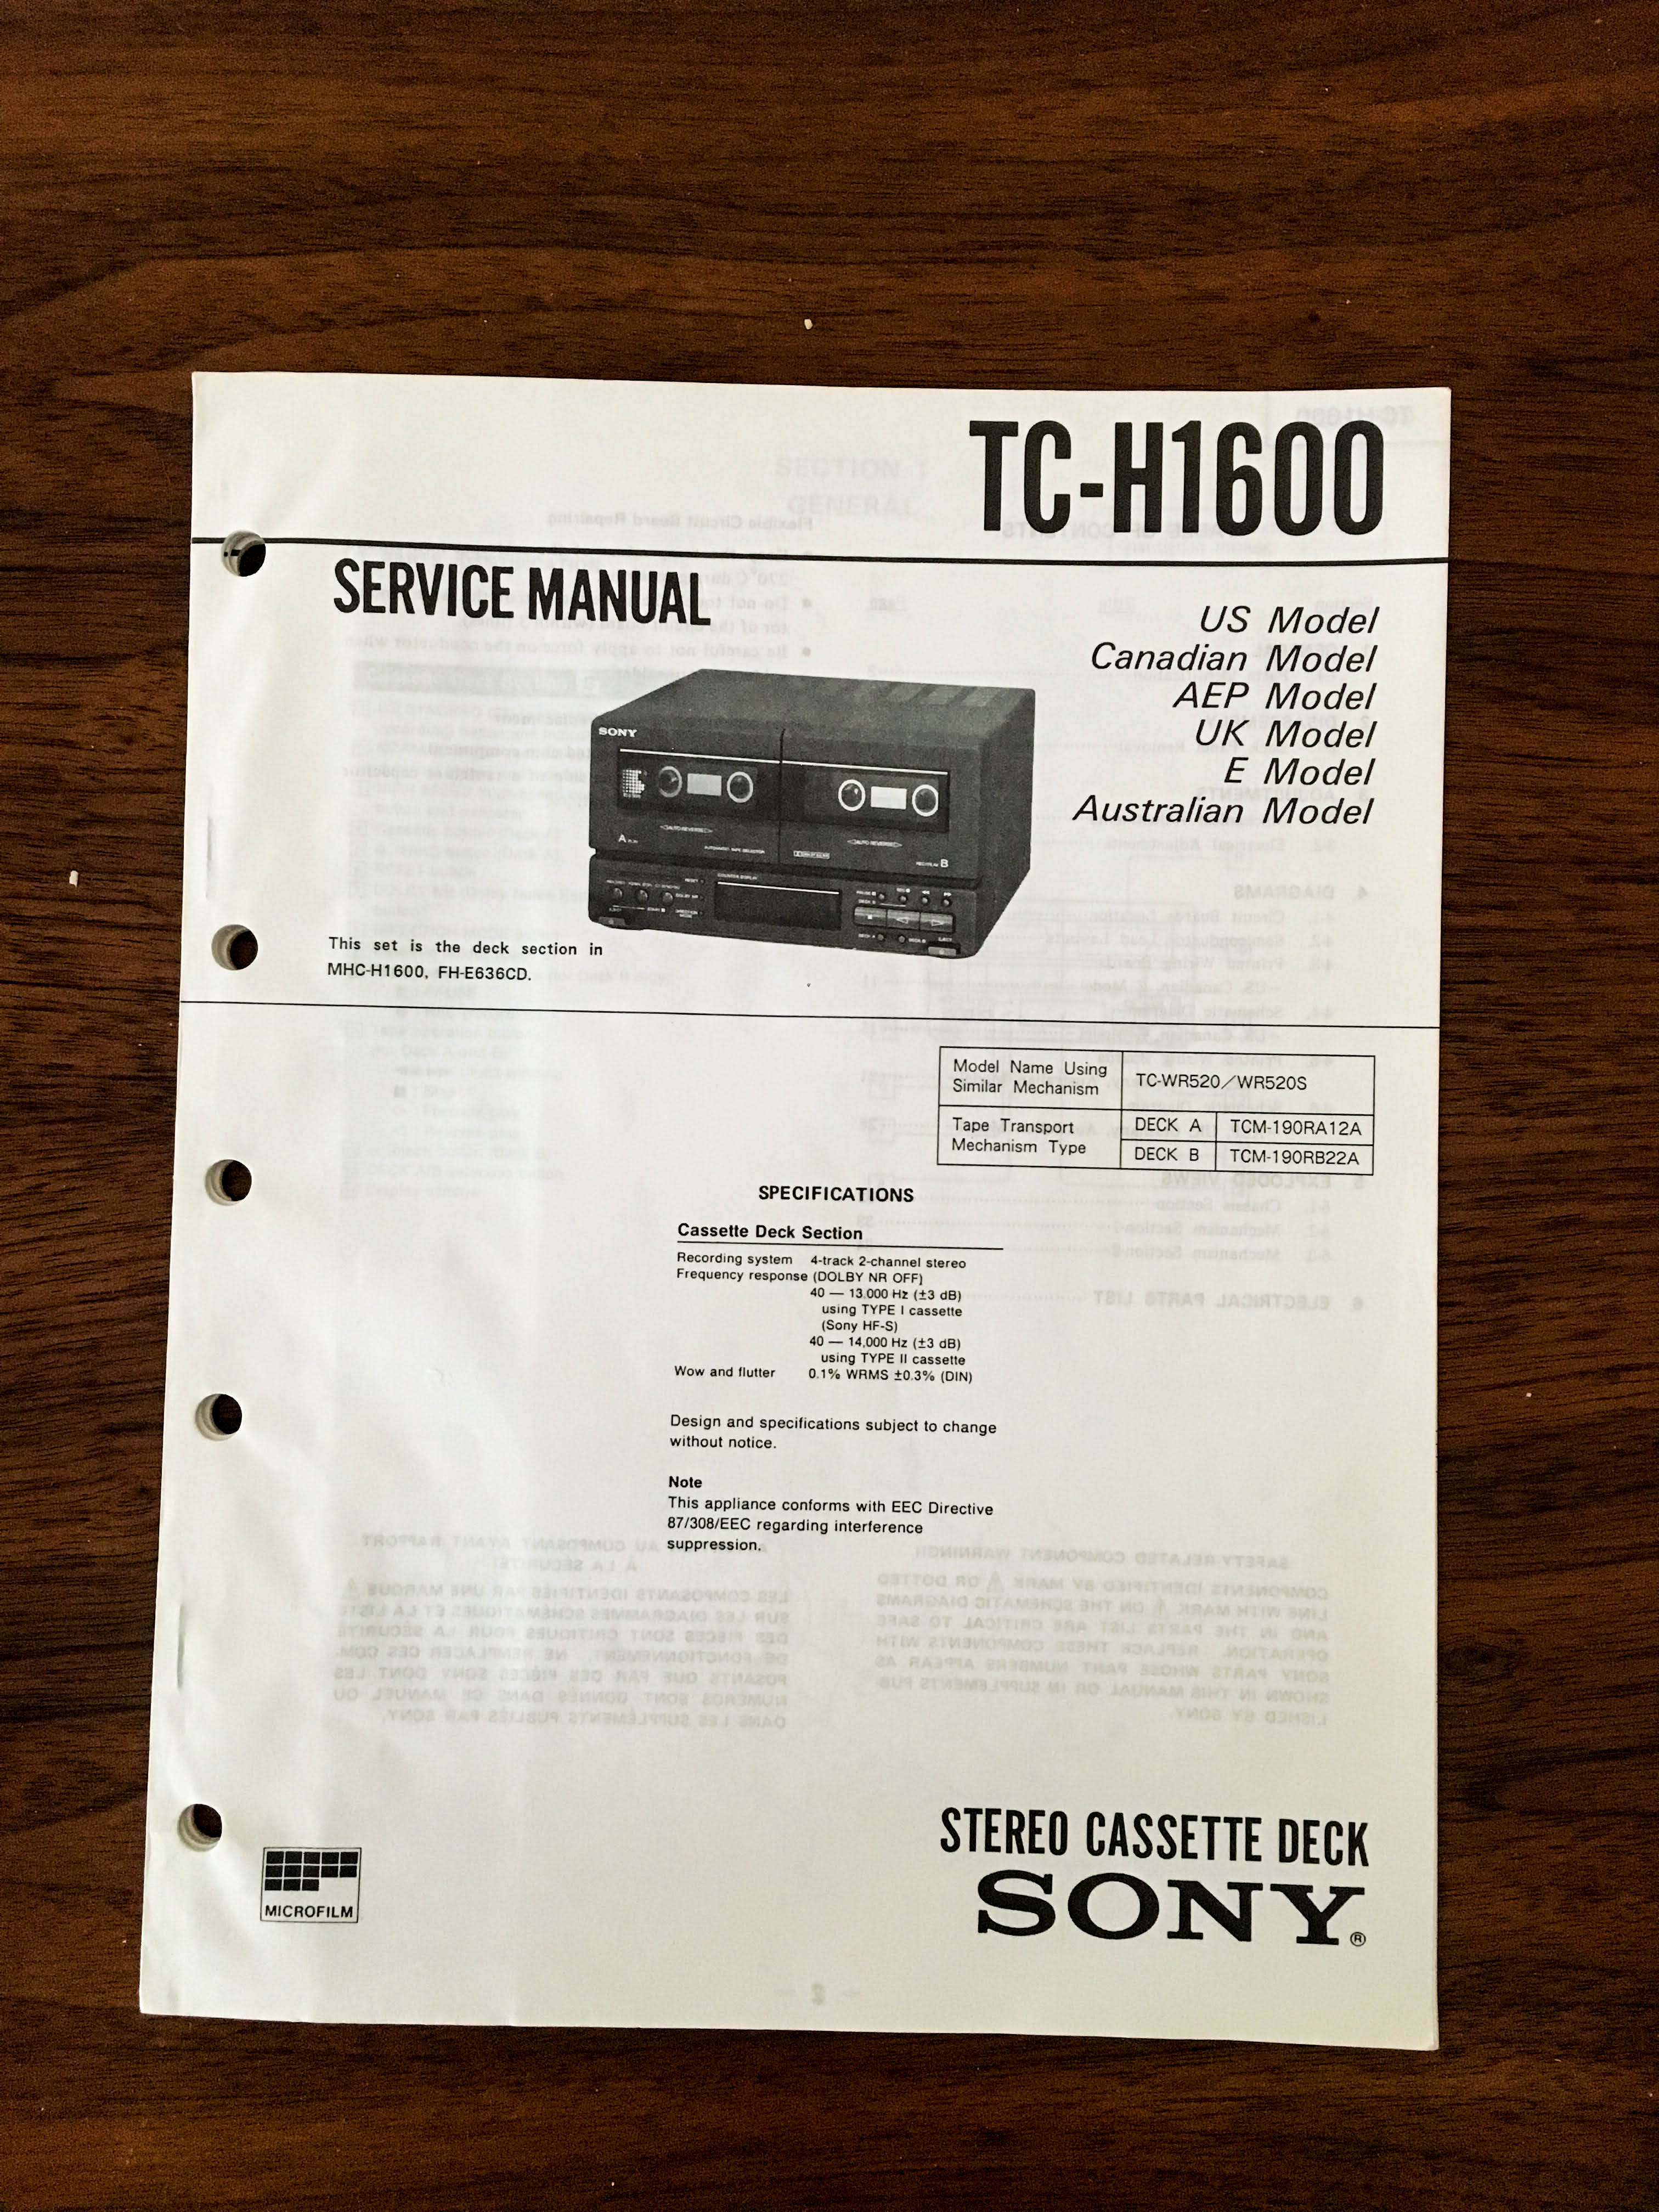 TC-H1600
SERVICE MANUAL
US Model
Canadian Model
AEP Model
UK Model
E Model
Australian Model
SONY
A
B
This set is the deck section in
MHC-H1600, FH-E636CD.
Model Name Using
Similar Mechanism
TC-WR520/WR520S
Tape Transport
Mechanism Type
DECK A TCM-190RA12A
DECK B TCM-190RB22A
SPECIFICATIONS
Cassette Deck Section
Recording system 4-track 2-channel stereo
Frequency response (DOLBY NR OFF)
40 — 13,000 Hz (±3 dB)
using TYPE I cassette
(Sony HF-S)
40 — 14,000 Hz (±3 dB)
using TYPE II cassette
Wow and flutter 0.1% WRMS ±0.3% (DIN)
Design and specifications subject to change
without notice.
Note
This appliance conforms with EEC Directive
87/308/EEC regarding interference
suppression.
MICROFILM
STEREO CASSETTE DECK
SONY®